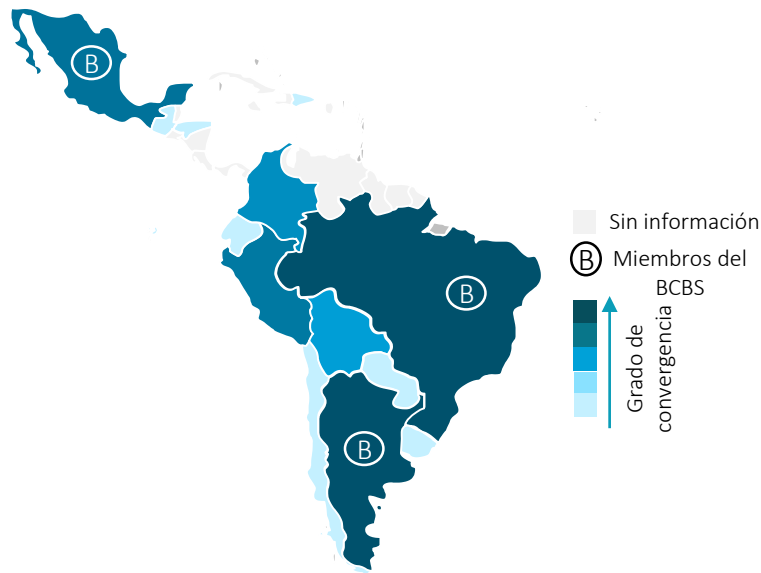 B
B
B
Sin información
B Miembros del
BCBS
Grado de
convergencia